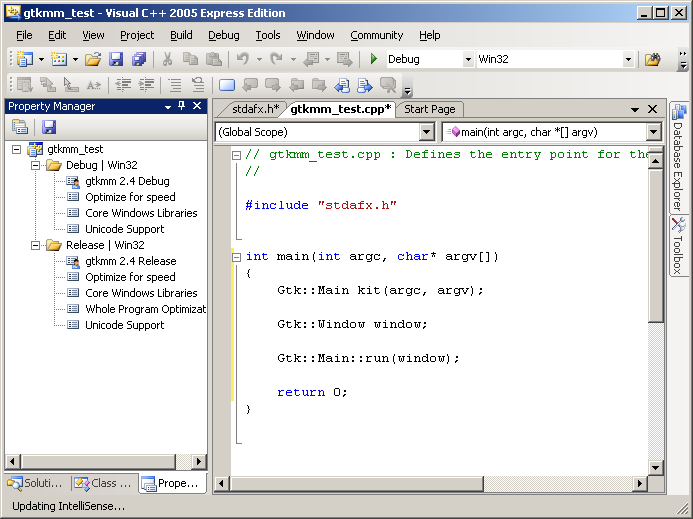 gtkmm_test - Visual C++ 2005 Express Edition
File Edit View Project Build Debug Tools Window Community Help
Debug Win32
Property Manager
gtkmm_test
Debug | Win32
gtkmm 2.4 Debug
Optimize for speed
Core Windows Libraries
Unicode Support
Release | Win32
gtkmm 2.4 Release
Optimize for speed
Core Windows Libraries
Whole Program Optimizat
Unicode Support
Soluti... Class ... Prope...
stdafx.h* gtkmm_test.cpp* Start Page
(Global Scope) main(int argc, char *[] argv)
// gtkmm_test.cpp : Defines the entry point for the
//
#include "stdafx.h"
int main(int argc, char* argv[])
{
Gtk::Main kit(argc, argv);
Gtk::Window window;
Gtk::Main::run(window);
return 0;
}
Database Explorer
Toolbox
Updating IntelliSense...